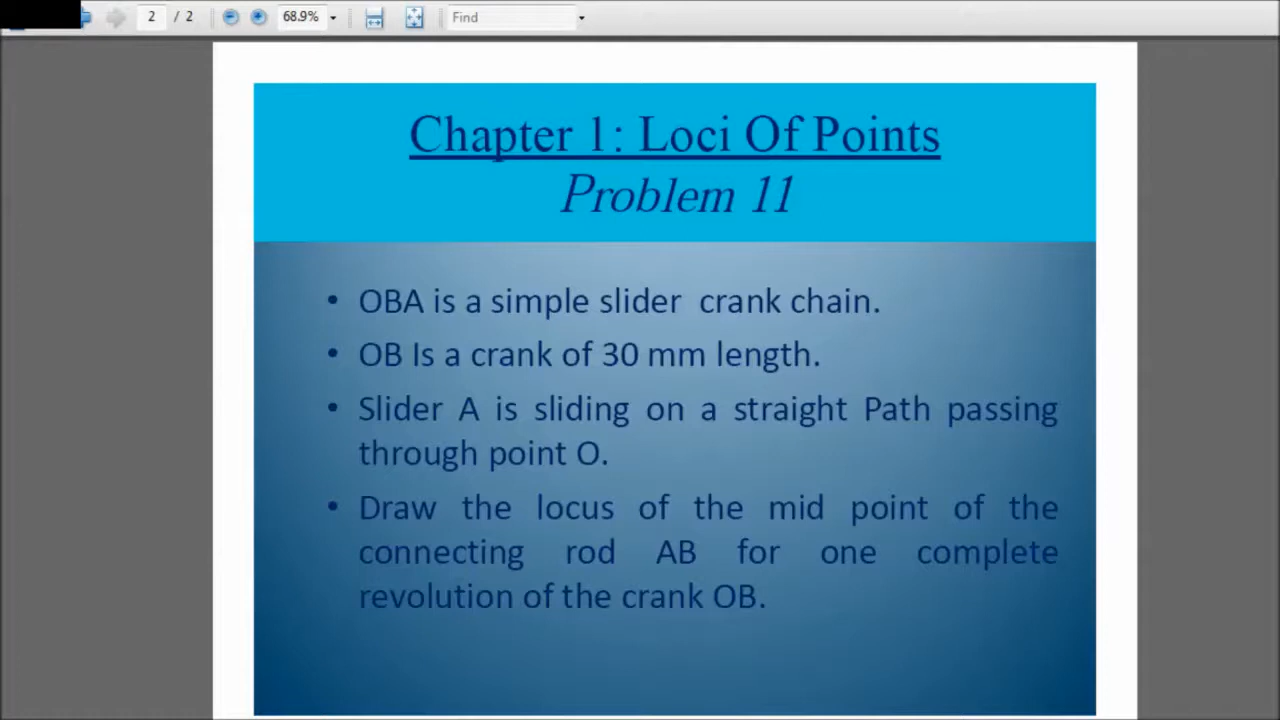 2 / 2 68.9% Find
Chapter 1: Loci Of Points
Problem 11
• OBA is a simple slider crank chain.
• OB Is a crank of 30 mm length.
• Slider A is sliding on a straight Path passing
through point O.
• Draw the locus of the mid point of the
connecting rod AB for one complete
revolution of the crank OB.